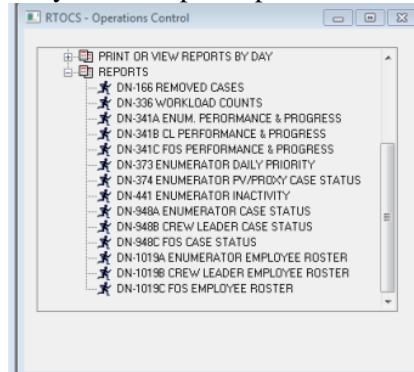 RTOCS - Operations Control
PRINT OR VIEW REPORTS BY DAY
REPORTS
DN-166 REMOVED CASES
DN-336 WORKLOAD COUNTS
DN-341A ENUM. PERORMANCE & PROGRESS
DN-341B CL PERFORMANCE & PROGRESS
DN-341C FOS PERFORMANCE & PROGRESS
DN-373 ENUMERATOR DAILY PRIORITY
DN-374 ENUMERATOR PV/PROXY CASE STATUS
DN-441 ENUMERATOR INACTIVITY
DN-948A ENUMERATOR CASE STATUS
DN-948B CREW LEADER CASE STATUS
DN-948C FOS CASE STATUS
DN-1019A ENUMERATOR EMPLOYEE ROSTER
DN-1019B CREW LEADER EMPLOYEE ROSTER
DN-1019C FOS EMPLOYEE ROSTER